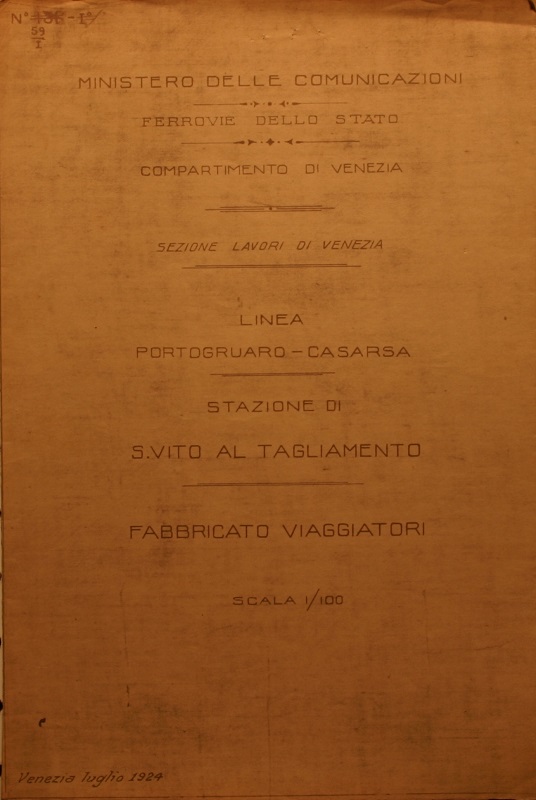 N°
59
I
MINISTERO DELLE COMUNICAZIONI
FERROVIE DELLO STATO
COMPARTIMENTO DI VENEZIA
SEZIONE LAVORI DI VENEZIA
LINEA
PORTOGRUARO - CASARSA
STAZIONE DI
S.VITO AL TAGLIAMENTO
FABBRICATO VIAGGIATORI
SCALA 1/100
Venezia luglio 1924